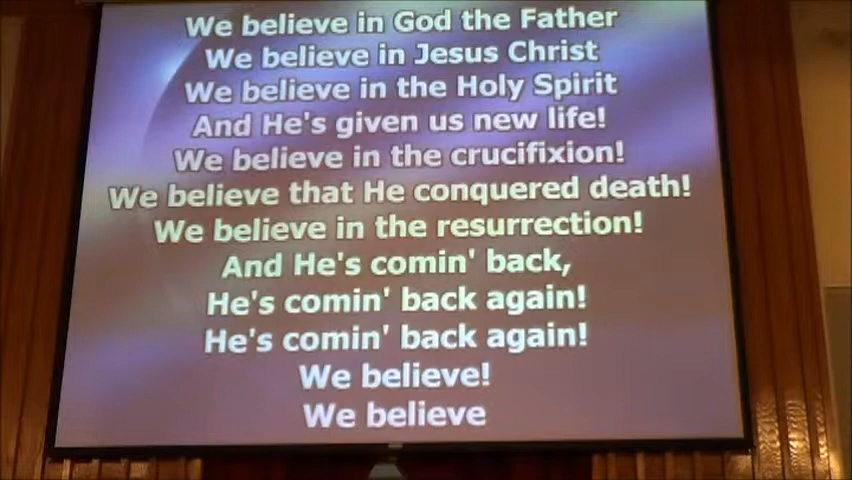 We believe in God the Father
We believe in Jesus Christ
We believe in the Holy Spirit
And He's given us new life!
We believe in the crucifixion!
We believe that He conquered death!
We believe in the resurrection!
And He's comin' back,
He's comin' back again!
He's comin' back again!
We believe!
We believe